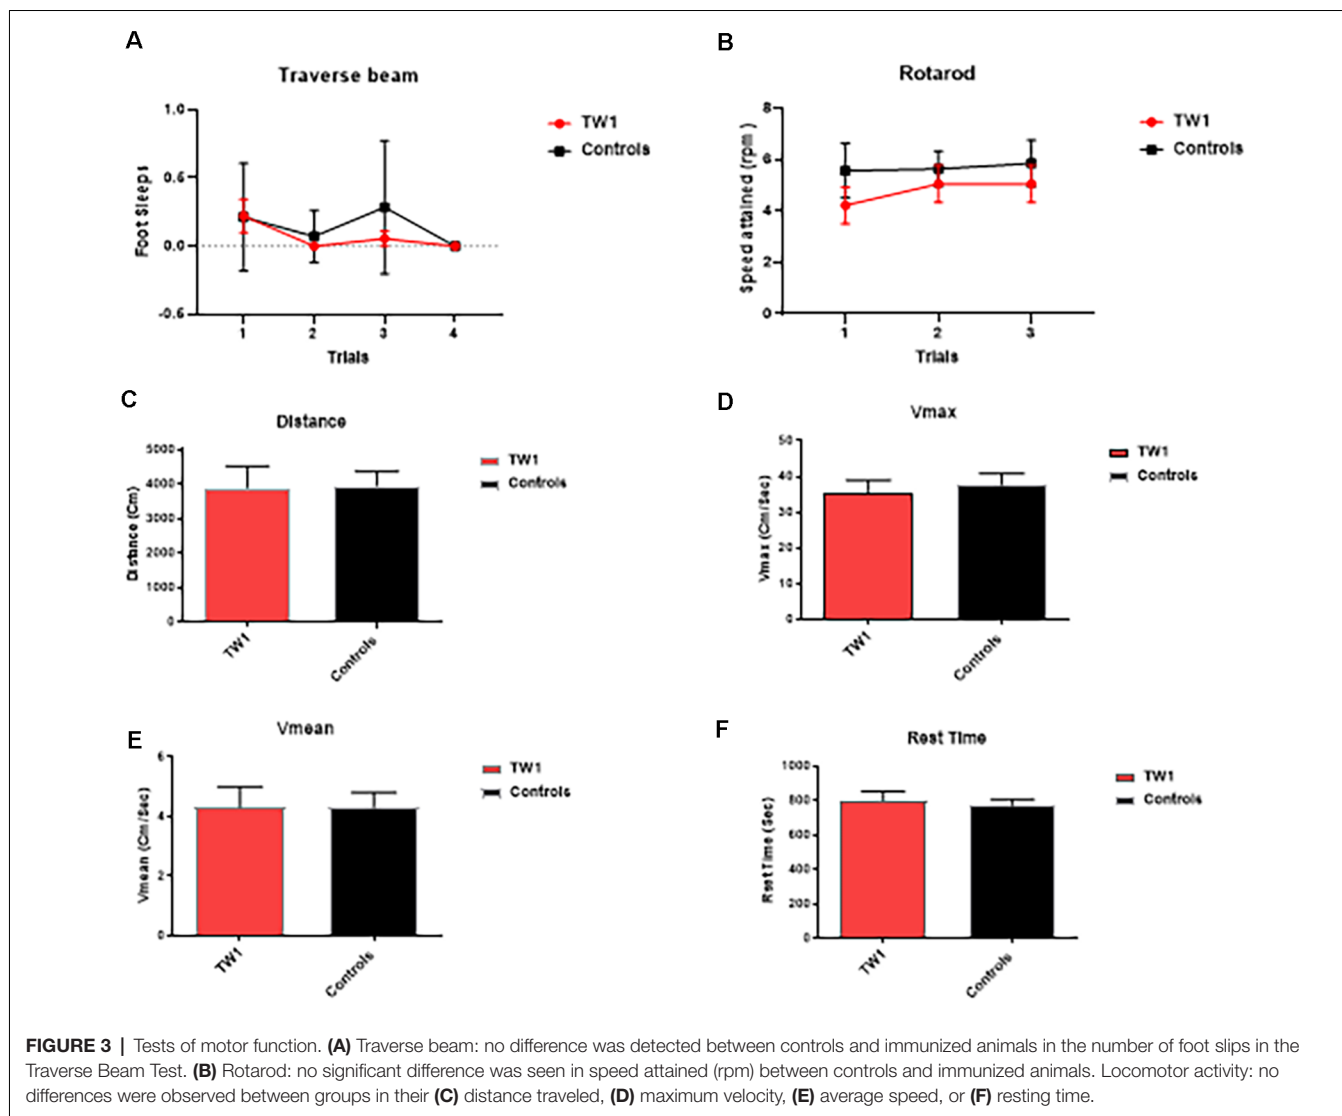 A
Traverse beam
1.0
0.5
0.0
-0.5
Foot Sleeps
1 2 3 4
Trials
TW1
Controls
B
Rotarod
8
6
4
2
0
speed attained (rpm)
1 2 3
Trials
TW1
Controls
C
Distance
5000
4000
3000
2000
1000
0
Distance (Cm)
TW1
Controls
TW1
Controls
D
Vmax
50
40
30
20
10
0
Vmax (Cm/Sec)
TW1
Controls
TW1
Controls
E
Vmean
6
4
2
0
Vmean (Cm/Sec)
TW1
Controls
TW1
Controls
F
Rest Time
1000
800
600
400
200
0
Rest Time (Sec)
TW1
Controls
TW1
Controls
FIGURE 3 | Tests of motor function. (A) Traverse beam: no difference was detected between controls and immunized animals in the number of foot slips in the
Traverse Beam Test. (B) Rotarod: no significant difference was seen in speed attained (rpm) between controls and immunized animals. Locomotor activity: no
differences were observed between groups in their (C) distance traveled, (D) maximum velocity, (E) average speed, or (F) resting time.